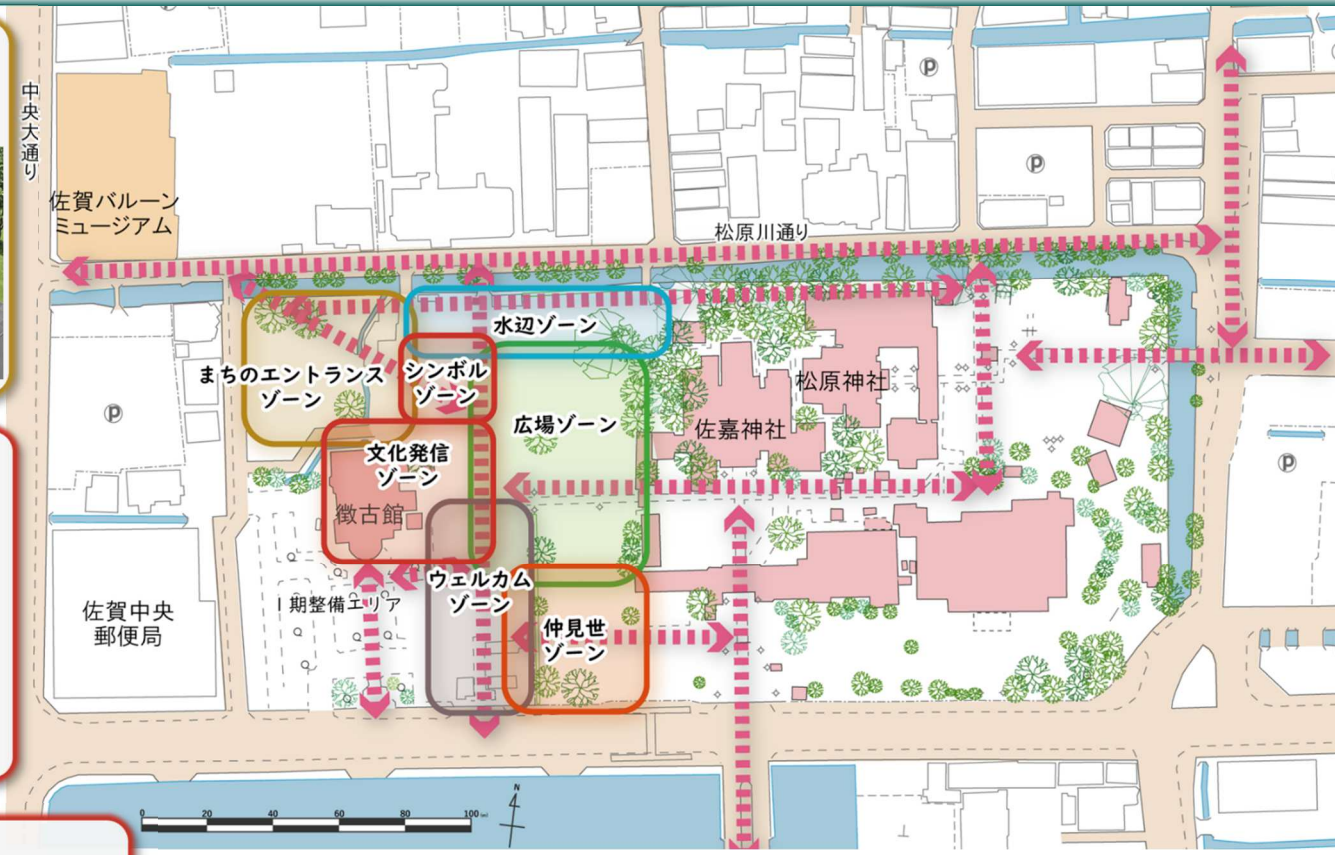 中央大通り
佐賀バルーン
ミュージアム
松原川通り
水辺ゾーン
まちのエントランス
ゾーン
シンボル
ゾーン
広場ゾーン
松原神社
佐嘉神社
文化発信
ゾーン
徴古館
ウェルカム
ゾーン
Ⅰ期整備エリア
仲見世
ゾーン
佐賀中央
郵便局
P
P
P
P
0 20 40 60 80 100(m)
N